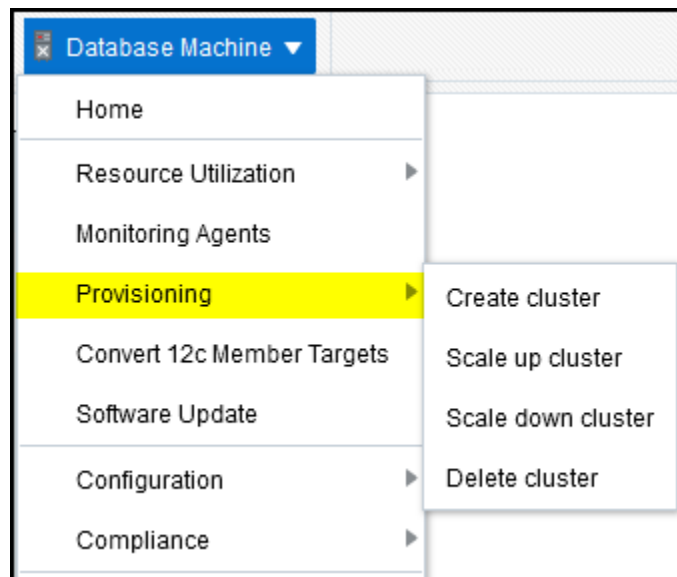 Database Machine
Home
Resource Utilization
Monitoring Agents
Provisioning
Convert 12c Member Targets
Software Update
Configuration
Compliance
Create cluster
Scale up cluster
Scale down cluster
Delete cluster